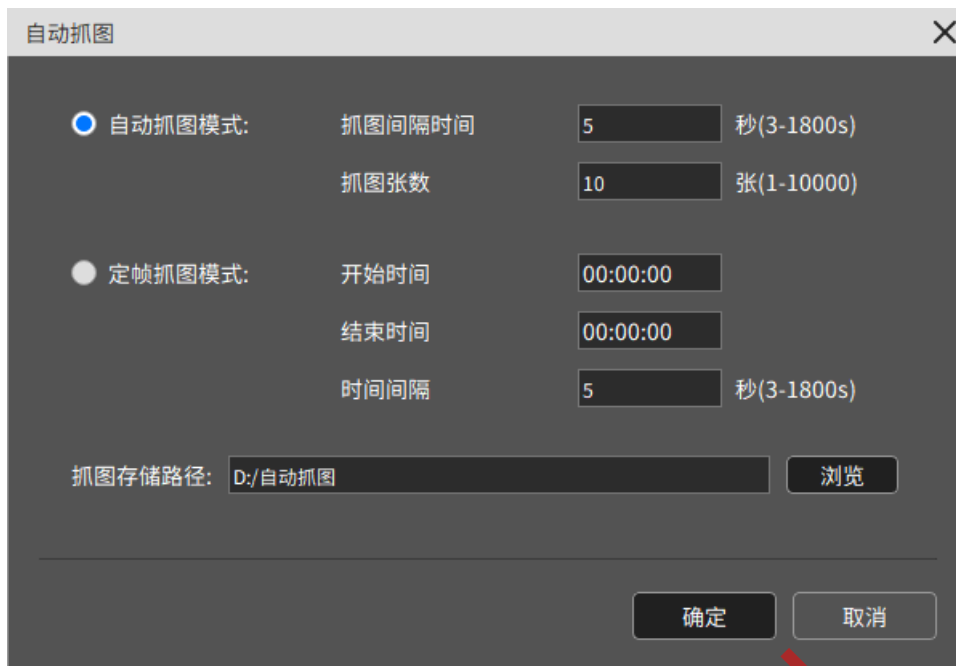 自动抓图
自动抓图模式: 抓图间隔时间 5 秒(3-1800s)
抓图张数 10 张(1-10000)
定帧抓图模式: 开始时间 00:00:00
结束时间 00:00:00
时间间隔 5 秒(3-1800s)
抓图存储路径: D:/自动抓图 浏览
确定 取消